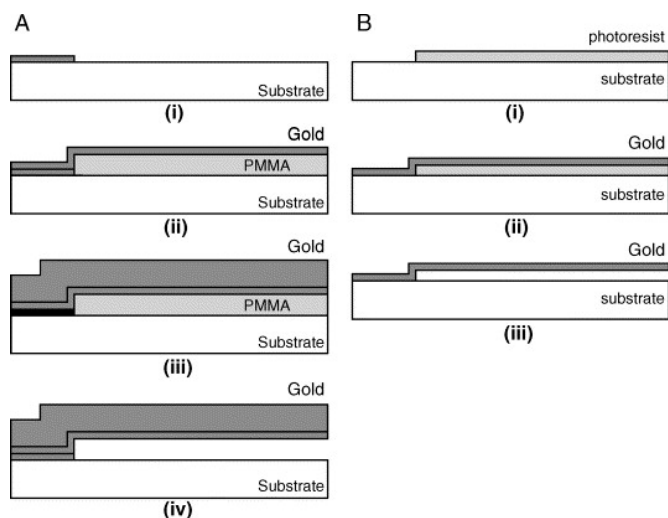 A
Substrate
(i)
Gold
PMMA
Substrate
(ii)
Gold
PMMA
Substrate
(iii)
Gold
Substrate
(iv)
B
photoresist
substrate
(i)
Gold
substrate
(ii)
Gold
substrate
(iii)